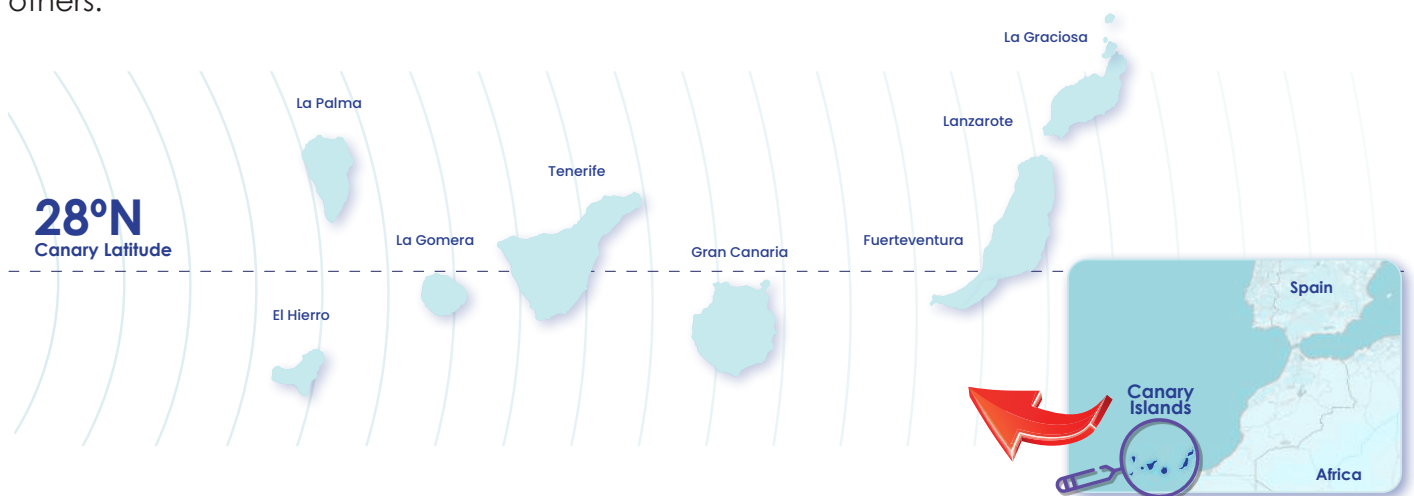 others.
La Graciosa
La Palma
Lanzarote
Tenerife
28ºN
Canary Latitude
La Gomera
Fuerteventura
Gran Canaria
El Hierro
Spain
Canary
Islands
Africa